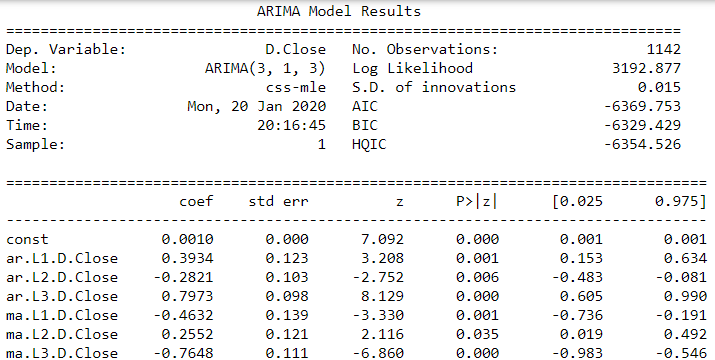 ARIMA Model Results
==============================================================================
Dep. Variable: D.Close No. Observations: 1142
Model: ARIMA(3, 1, 3) Log Likelihood 3192.877
Method: css-mle S.D. of innovations 0.015
Date: Mon, 20 Jan 2020 AIC -6369.753
Time: 20:16:45 BIC -6329.429
Sample: 1 HQIC -6354.526
=================================================================================
coef std err z P>|z| [0.025 0.975]
---------------------------------------------------------------------------------
const 0.0010 0.000 7.092 0.000 0.001 0.001
ar.L1.D.Close 0.3934 0.123 3.208 0.001 0.153 0.634
ar.L2.D.Close -0.2821 0.103 -2.752 0.006 -0.483 -0.081
ar.L3.D.Close 0.7973 0.098 8.129 0.000 0.605 0.990
ma.L1.D.Close -0.4632 0.139 -3.330 0.001 -0.736 -0.191
ma.L2.D.Close 0.2552 0.121 2.116 0.035 0.019 0.492
ma.L3.D.Close -0.7648 0.111 -6.860 0.000 -0.983 -0.546